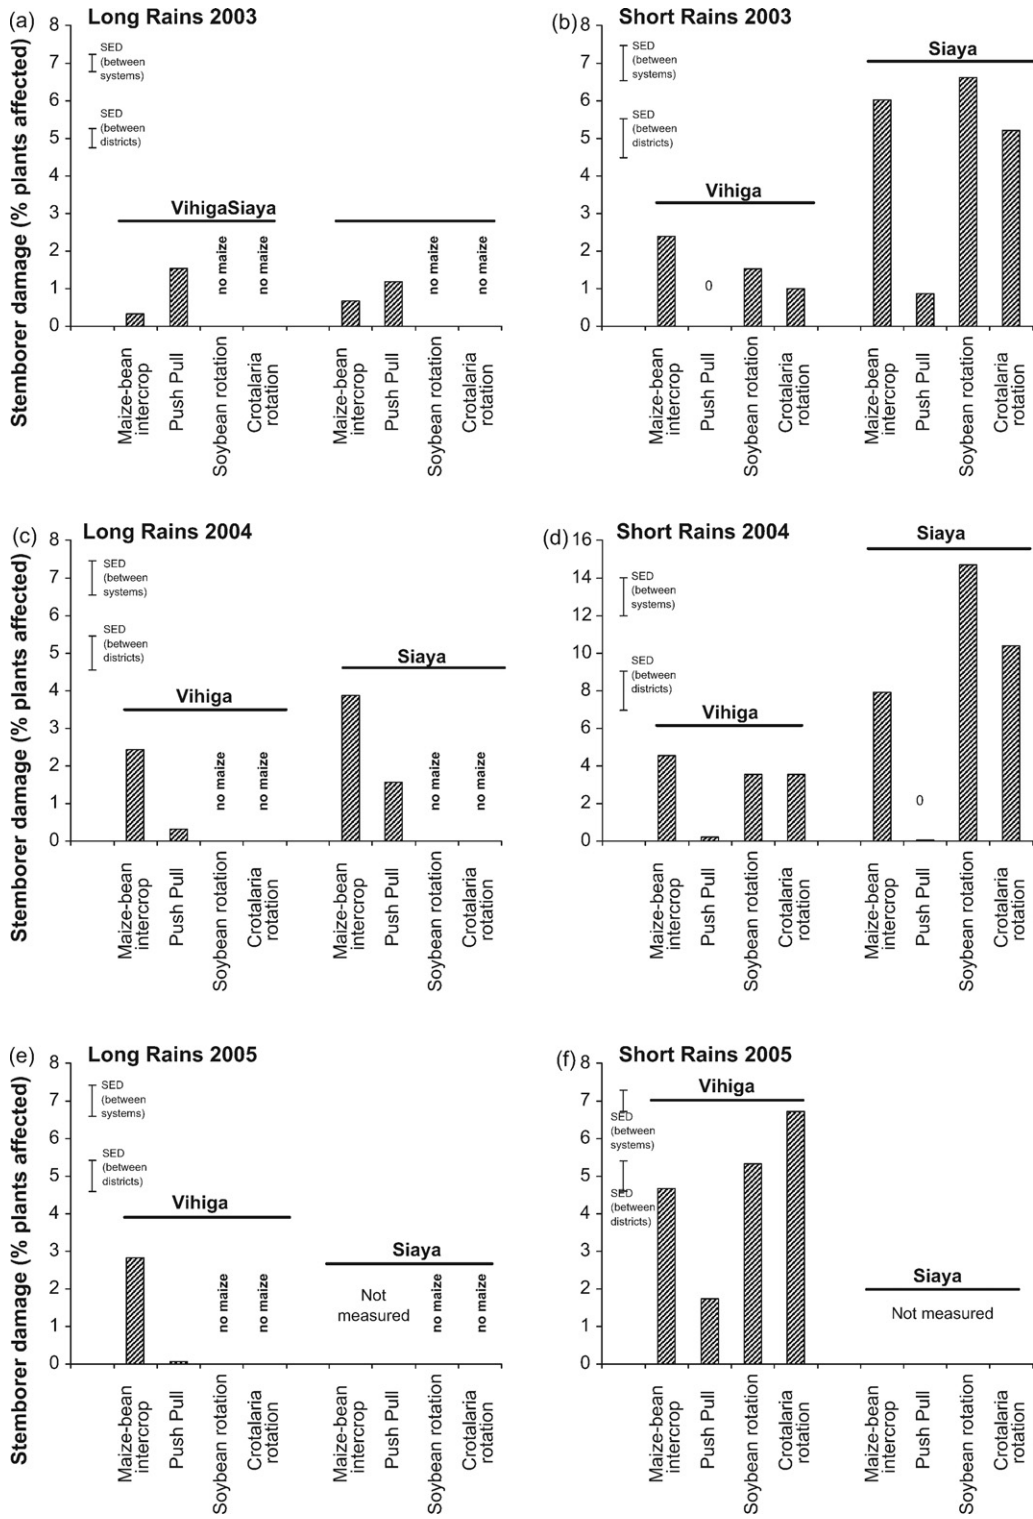 (a) Long Rains 2003
Stemborer damage (% plants affected)
8
7
6
5
4
3
2
1
0
SED
(between
systems)
SED
(between
districts)
VihigaSiaya
no maize
no maize
no maize
no maize
Maize-bean
intercrop
Push Pull
Soybean rotation
Crotalaria
rotation
Maize-bean
intercrop
Push Pull
Soybean rotation
Crotalaria
rotation
(b) Short Rains 2003
8
7
6
5
4
3
2
1
0
SED
(between
systems)
SED
(between
districts)
Vihiga
Siaya
0
Maize-bean
intercrop
Push Pull
Soybean rotation
Crotalaria
rotation
Maize-bean
intercrop
Push Pull
Soybean rotation
Crotalaria
rotation
(c) Long Rains 2004
Stemborer damage (% plants affected)
8
7
6
5
4
3
2
1
0
SED
(between
systems)
SED
(between
districts)
Vihiga
Siaya
no maize
no maize
no maize
no maize
Maize-bean
intercrop
Push Pull
Soybean rotation
Crotalaria
rotation
Maize-bean
intercrop
Push Pull
Soybean rotation
Crotalaria
rotation
(d) Short Rains 2004
16
14
12
10
8
6
4
2
0
SED
(between
systems)
SED
(between
districts)
Vihiga
Siaya
0
Maize-bean
intercrop
Push Pull
Soybean rotation
Crotalaria
rotation
Maize-bean
intercrop
Push Pull
Soybean rotation
Crotalaria
rotation
(e) Long Rains 2005
Stemborer damage (% plants affected)
8
7
6
5
4
3
2
1
0
SED
(between
systems)
SED
(between
districts)
Vihiga
Siaya
no maize
no maize
Not
measured
no maize
no maize
Maize-bean
intercrop
Push Pull
Soybean rotation
Crotalaria
rotation
Maize-bean
intercrop
Push Pull
Soybean rotation
Crotalaria
rotation
(f) Short Rains 2005
8
7
6
5
4
3
2
1
0
Vihiga
SED
(between
systems)
SED
(between
districts)
Siaya
Not measured
Maize-bean
intercrop
Push Pull
Soybean rotation
Crotalaria
rotation
Maize-bean
intercrop
Push Pull
Soybean rotation
Crotalaria
rotation